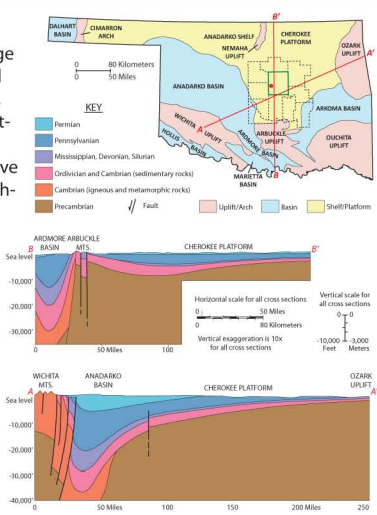 ge
d
t-
ve
h-
DALHART
BASIN
CIMARRON
ARCH
B'
ANADARKO SHELF
NEMAHA
UPLIFT
CHEROKEE
PLATFORM
OZARK
UPLIFT
A'
0 80 Kilometers
0 50 Miles
ANADARKO BASIN
WICHITA UPLIFT
A
HOLLIS BASIN
ARDMORE BASIN
ARBUCKLE
UPLIFT
ARKOMA BASIN
OUCHITA
UPLIFT
MARIETTA
BASIN
B
KEY
Permian
Pennsylvanian
Mississippian, Devonian, Silurian
Ordivician and Cambrian (sedimentary rocks)
Cambrian (igneous and metamorphic rocks)
Precambrian
Fault
Uplift/Arch
Basin
Shelf/Platform
ARDMORE ARBUCKLE
B BASIN MTS. CHEROKEE PLATFORM B'
Sea level
-10,000'
-20,000'
-30,000'
0 50 Miles 100
Horizontal scale for all cross sections
0 50 Miles
0 80 Kilometers
Vertical exaggeration is 10x
for all cross sections
Vertical scale for
all cross sections
0 0
-10,000 -3,000
Feet Meters
WICHITA
MTS.
ANADARKO
BASIN
CHEROKEE PLATFORM
OZARK
UPLIFT
A A'
Sea level
-10,000'
-20,000'
-30,000'
-40,000'
0 50 Miles 100 150 200 Miles 250